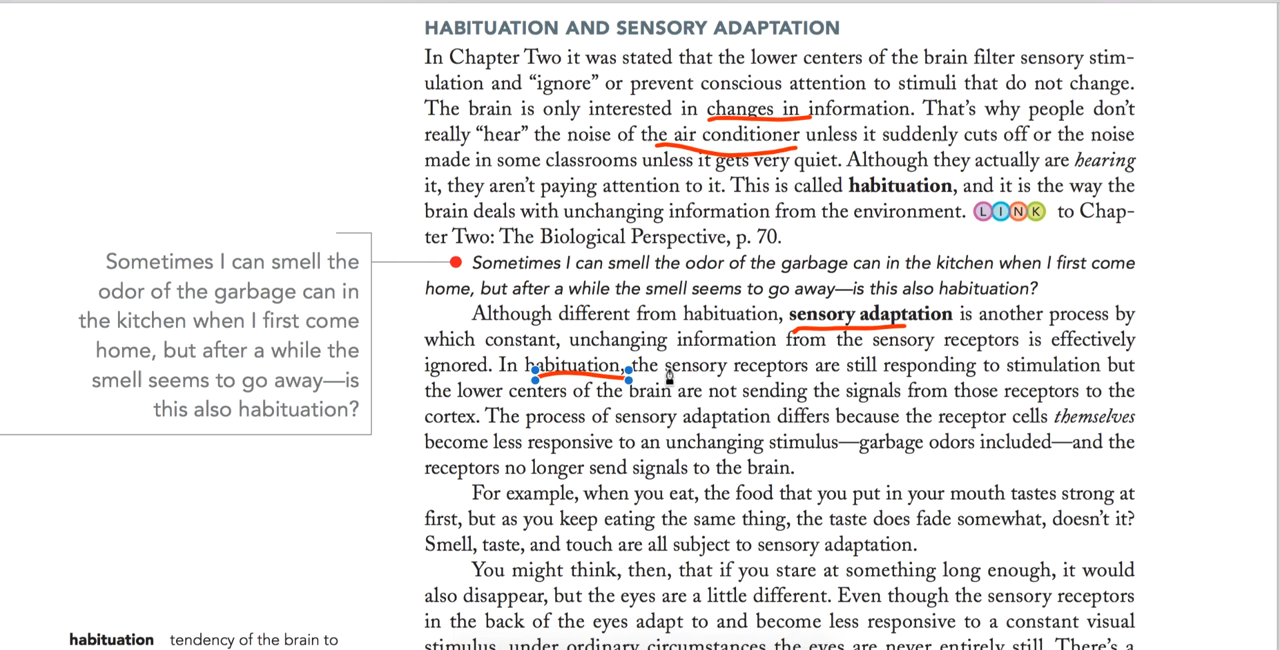 HABITUATION AND SENSORY ADAPTATION
In Chapter Two it was stated that the lower centers of the brain filter sensory stim-
ulation and “ignore” or prevent conscious attention to stimuli that do not change.
The brain is only interested in changes in information. That’s why people don’t
really “hear” the noise of the air conditioner unless it suddenly cuts off or the noise
made in some classrooms unless it gets very quiet. Although they actually are hearing
it, they aren’t paying attention to it. This is called habituation, and it is the way the
brain deals with unchanging information from the environment. LINK to Chap-
ter Two: The Biological Perspective, p. 70.
Sometimes I can smell the odor of the garbage can in the kitchen when I first come
home, but after a while the smell seems to go away—is this also habituation?
Although different from habituation, sensory adaptation is another process by
which constant, unchanging information from the sensory receptors is effectively
ignored. In habituation, the sensory receptors are still responding to stimulation but
the lower centers of the brain are not sending the signals from those receptors to the
cortex. The process of sensory adaptation differs because the receptor cells themselves
become less responsive to an unchanging stimulus—garbage odors included—and the
receptors no longer send signals to the brain.
For example, when you eat, the food that you put in your mouth tastes strong at
first, but as you keep eating the same thing, the taste does fade somewhat, doesn’t it?
Smell, taste, and touch are all subject to sensory adaptation.
You might think, then, that if you stare at something long enough, it would
also disappear, but the eyes are a little different. Even though the sensory receptors
in the back of the eyes adapt to and become less responsive to a constant visual
stimulus, under ordinary circumstances the eyes are never entirely still. There’s a
Sometimes I can smell the
odor of the garbage can in
the kitchen when I first come
home, but after a while the
smell seems to go away—is
this also habituation?
habituation tendency of the brain to